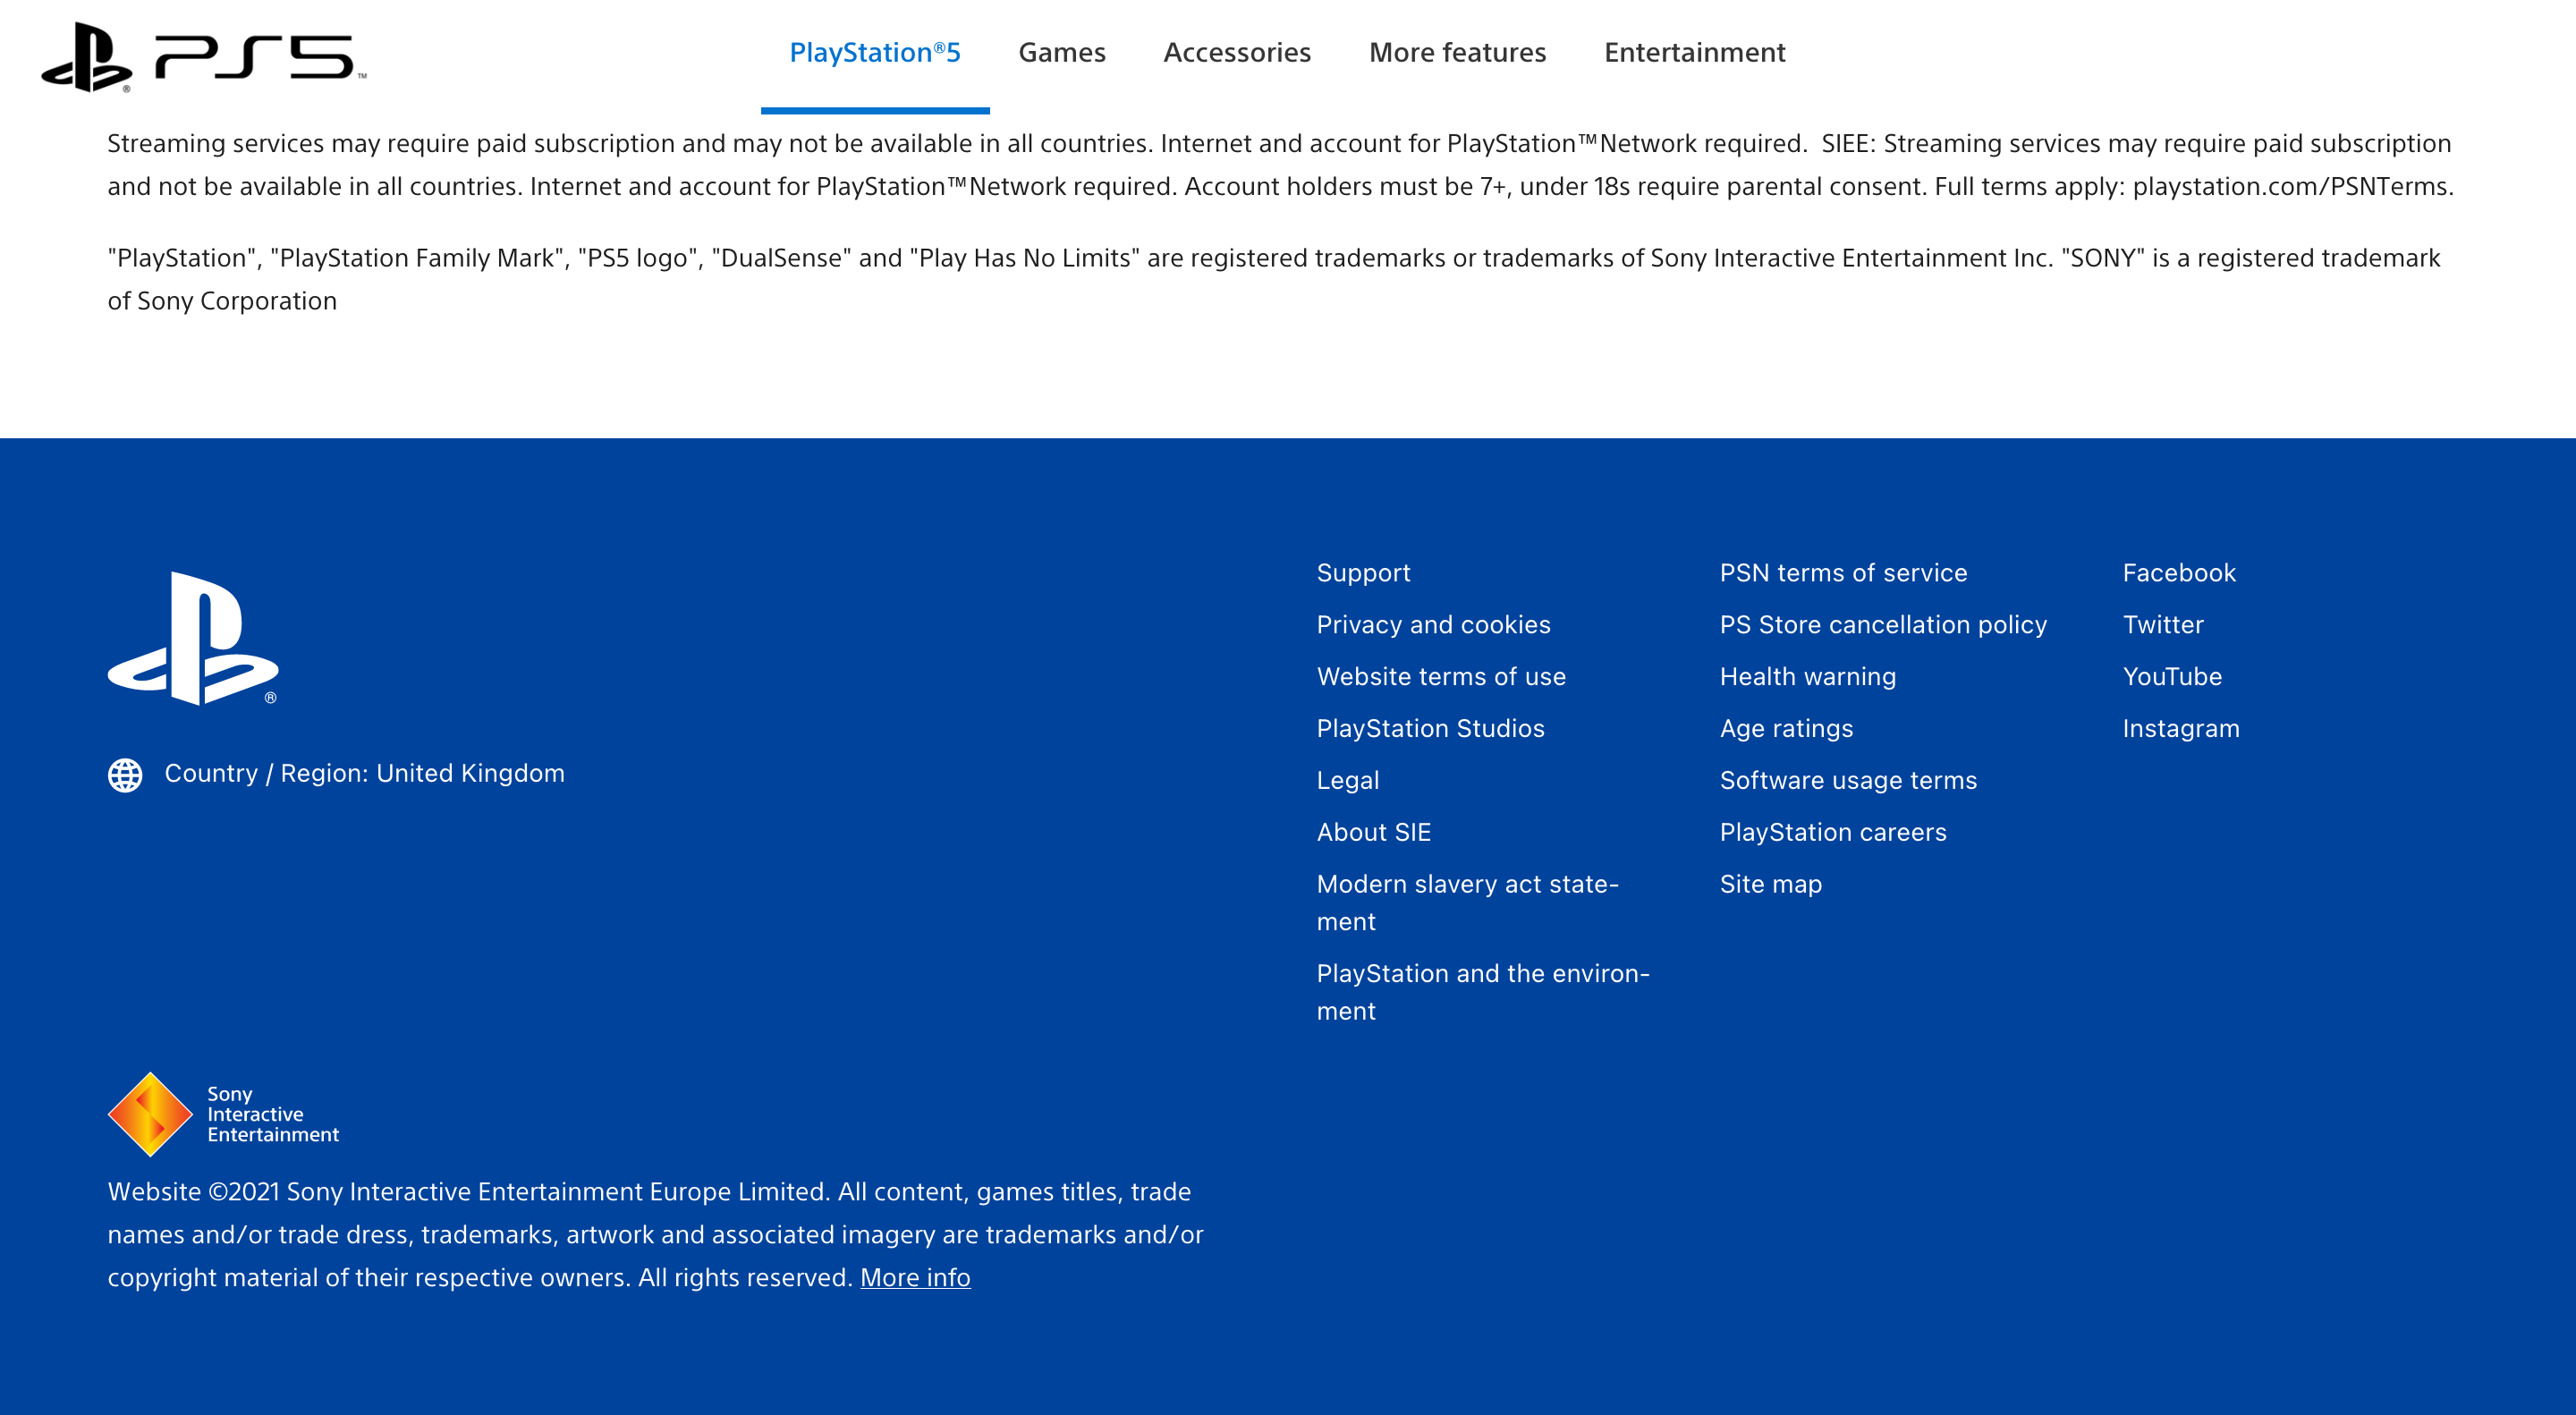 PS5™
PlayStation®5
Games
Accessories
More features
Entertainment
Streaming services may require paid subscription and may not be available in all countries. Internet and account for PlayStation™Network required.  SIEE: Streaming services may require paid subscription
and not be available in all countries. Internet and account for PlayStation™Network required. Account holders must be 7+, under 18s require parental consent. Full terms apply: playstation.com/PSNTerms.
"PlayStation", "PlayStation Family Mark", "PS5 logo", "DualSense" and "Play Has No Limits" are registered trademarks or trademarks of Sony Interactive Entertainment Inc. "SONY" is a registered trademark
of Sony Corporation
®
Country / Region: United Kingdom
Support
Privacy and cookies
Website terms of use
PlayStation Studios
Legal
About SIE
Modern slavery act state-
ment
PlayStation and the environ-
ment
PSN terms of service
PS Store cancellation policy
Health warning
Age ratings
Software usage terms
PlayStation careers
Site map
Facebook
Twitter
YouTube
Instagram
Sony
Interactive
Entertainment
Website ©2021 Sony Interactive Entertainment Europe Limited. All content, games titles, trade
names and/or trade dress, trademarks, artwork and associated imagery are trademarks and/or
copyright material of their respective owners. All rights reserved. More info